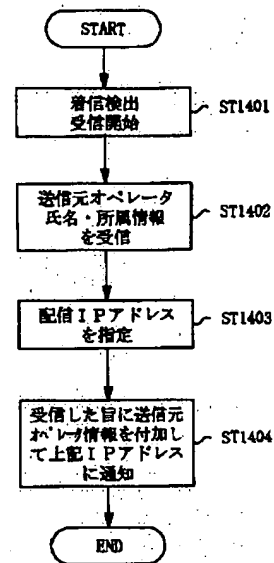 START
着信検出
受信開始
ST1401
送信元オペレータ
氏名・所属情報
を受信
ST1402
配信IPアドレス
を指定
ST1403
受信した旨に送信元
オペレータ情報を付加し
て上記IPアドレス
に通知
ST1404
END